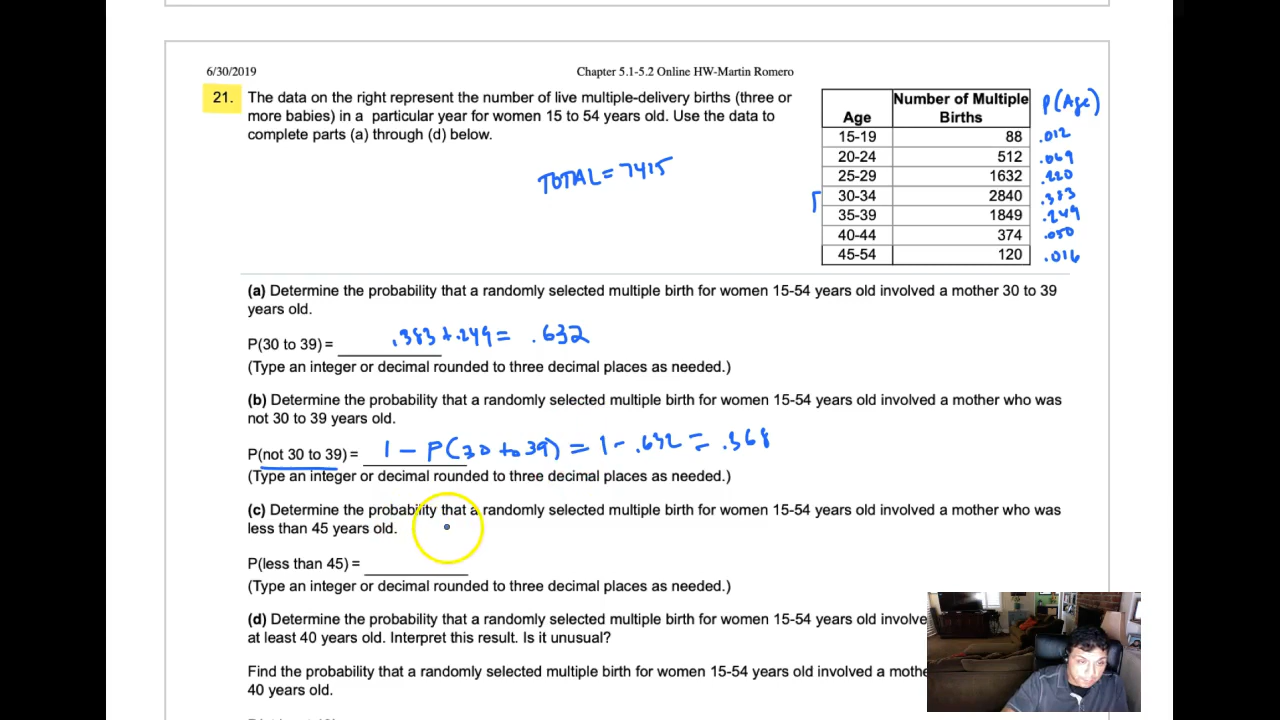 6/30/2019 Chapter 5.1-5.2 Online HW-Martin Romero
21. The data on the right represent the number of live multiple-delivery births (three or
more babies) in a particular year for women 15 to 54 years old. Use the data to
complete parts (a) through (d) below.
TOTAL = 7415
Age Number of Multiple Births P(Age)
15-19 88 .012
20-24 512 .069
25-29 1632 .220
30-34 2840 .383
35-39 1849 .249
40-44 374 .050
45-54 120 .016
(a) Determine the probability that a randomly selected multiple birth for women 15-54 years old involved a mother 30 to 39
years old.
P(30 to 39) = .383 + .249 = .632
(Type an integer or decimal rounded to three decimal places as needed.)
(b) Determine the probability that a randomly selected multiple birth for women 15-54 years old involved a mother who was
not 30 to 39 years old.
P(not 30 to 39) = 1 - P(30 to 39) = 1 - .632 = .368
(Type an integer or decimal rounded to three decimal places as needed.)
(c) Determine the probability that a randomly selected multiple birth for women 15-54 years old involved a mother who was
less than 45 years old.
P(less than 45) =
(Type an integer or decimal rounded to three decimal places as needed.)
(d) Determine the probability that a randomly selected multiple birth for women 15-54 years old involve
at least 40 years old. Interpret this result. Is it unusual?
Find the probability that a randomly selected multiple birth for women 15-54 years old involved a mothe
40 years old.